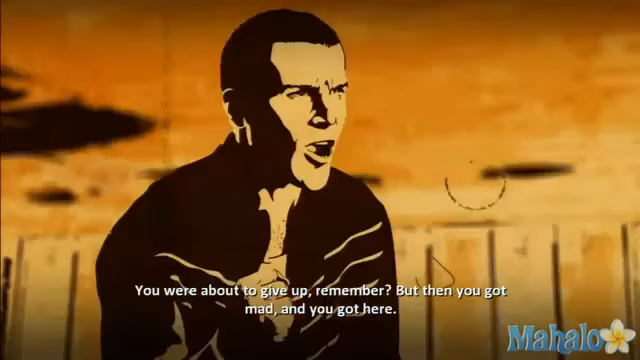 You were about to give up, remember? But then you got
mad, and you got here.
Mahalo